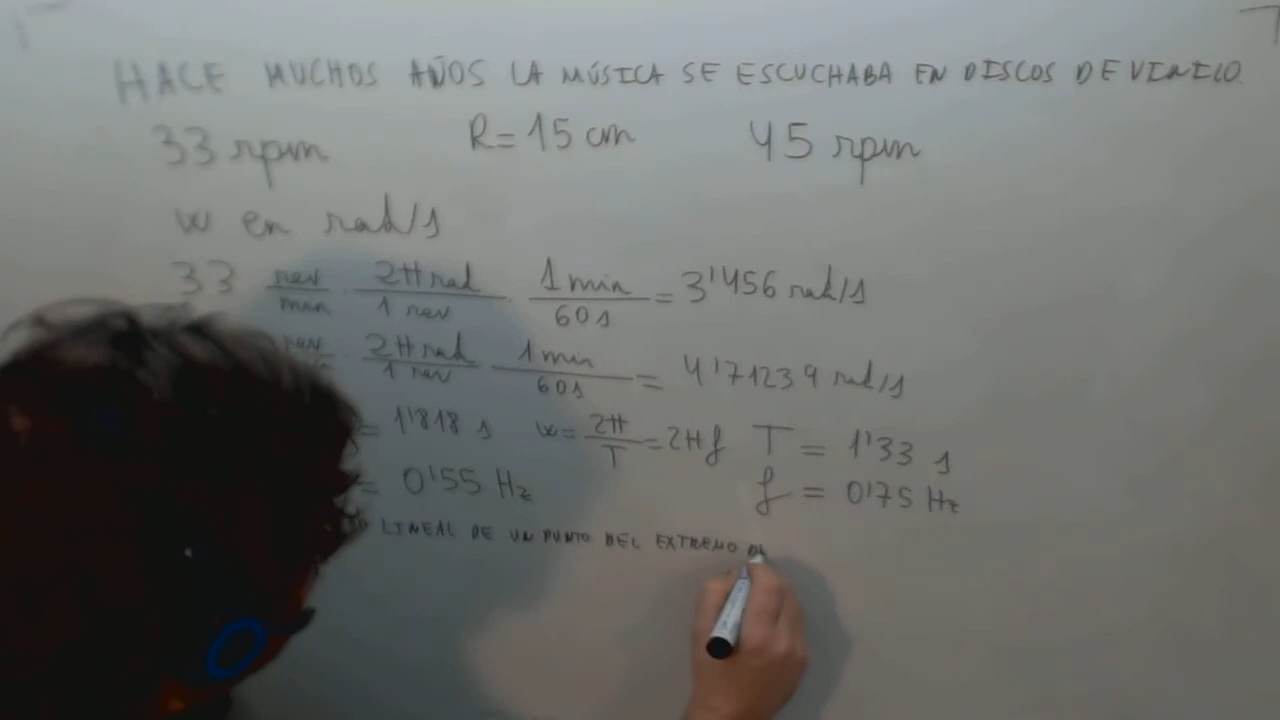 HACE MUCHOS AÑOS LA MÚSICA SE ESCUCHABA EN DISCOS DE VINILO.
33 rpm R = 15 cm 45 rpm
w en rad/s
33 rev/min · 2π rad/1 rev · 1 min/60 s = 3'456 rad/s
rev 2π rad/1 rev · 1 min/60 s = 4'71239 rad/s
= 1'818 s w = 2π/T = 2πf T = 1'33 s
= 0'55 Hz f = 0'75 Hz
LINEAL DE UN PUNTO DEL EXTREMO